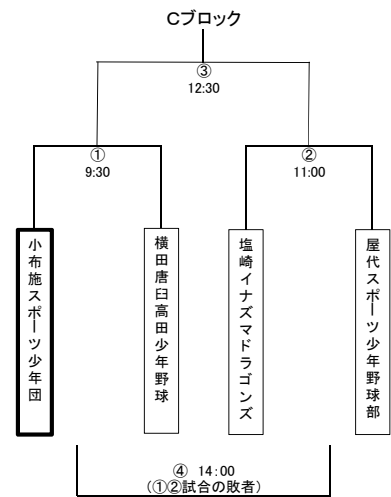 Cブロック
③
12:30
①
9:30
②
11:00
小布施スポーツ少年団
横田唐臼高田少年野球
塩崎イナズマドラゴンズ
屋代スポーツ少年野球部
④ 14:00
(①②試合の敗者)